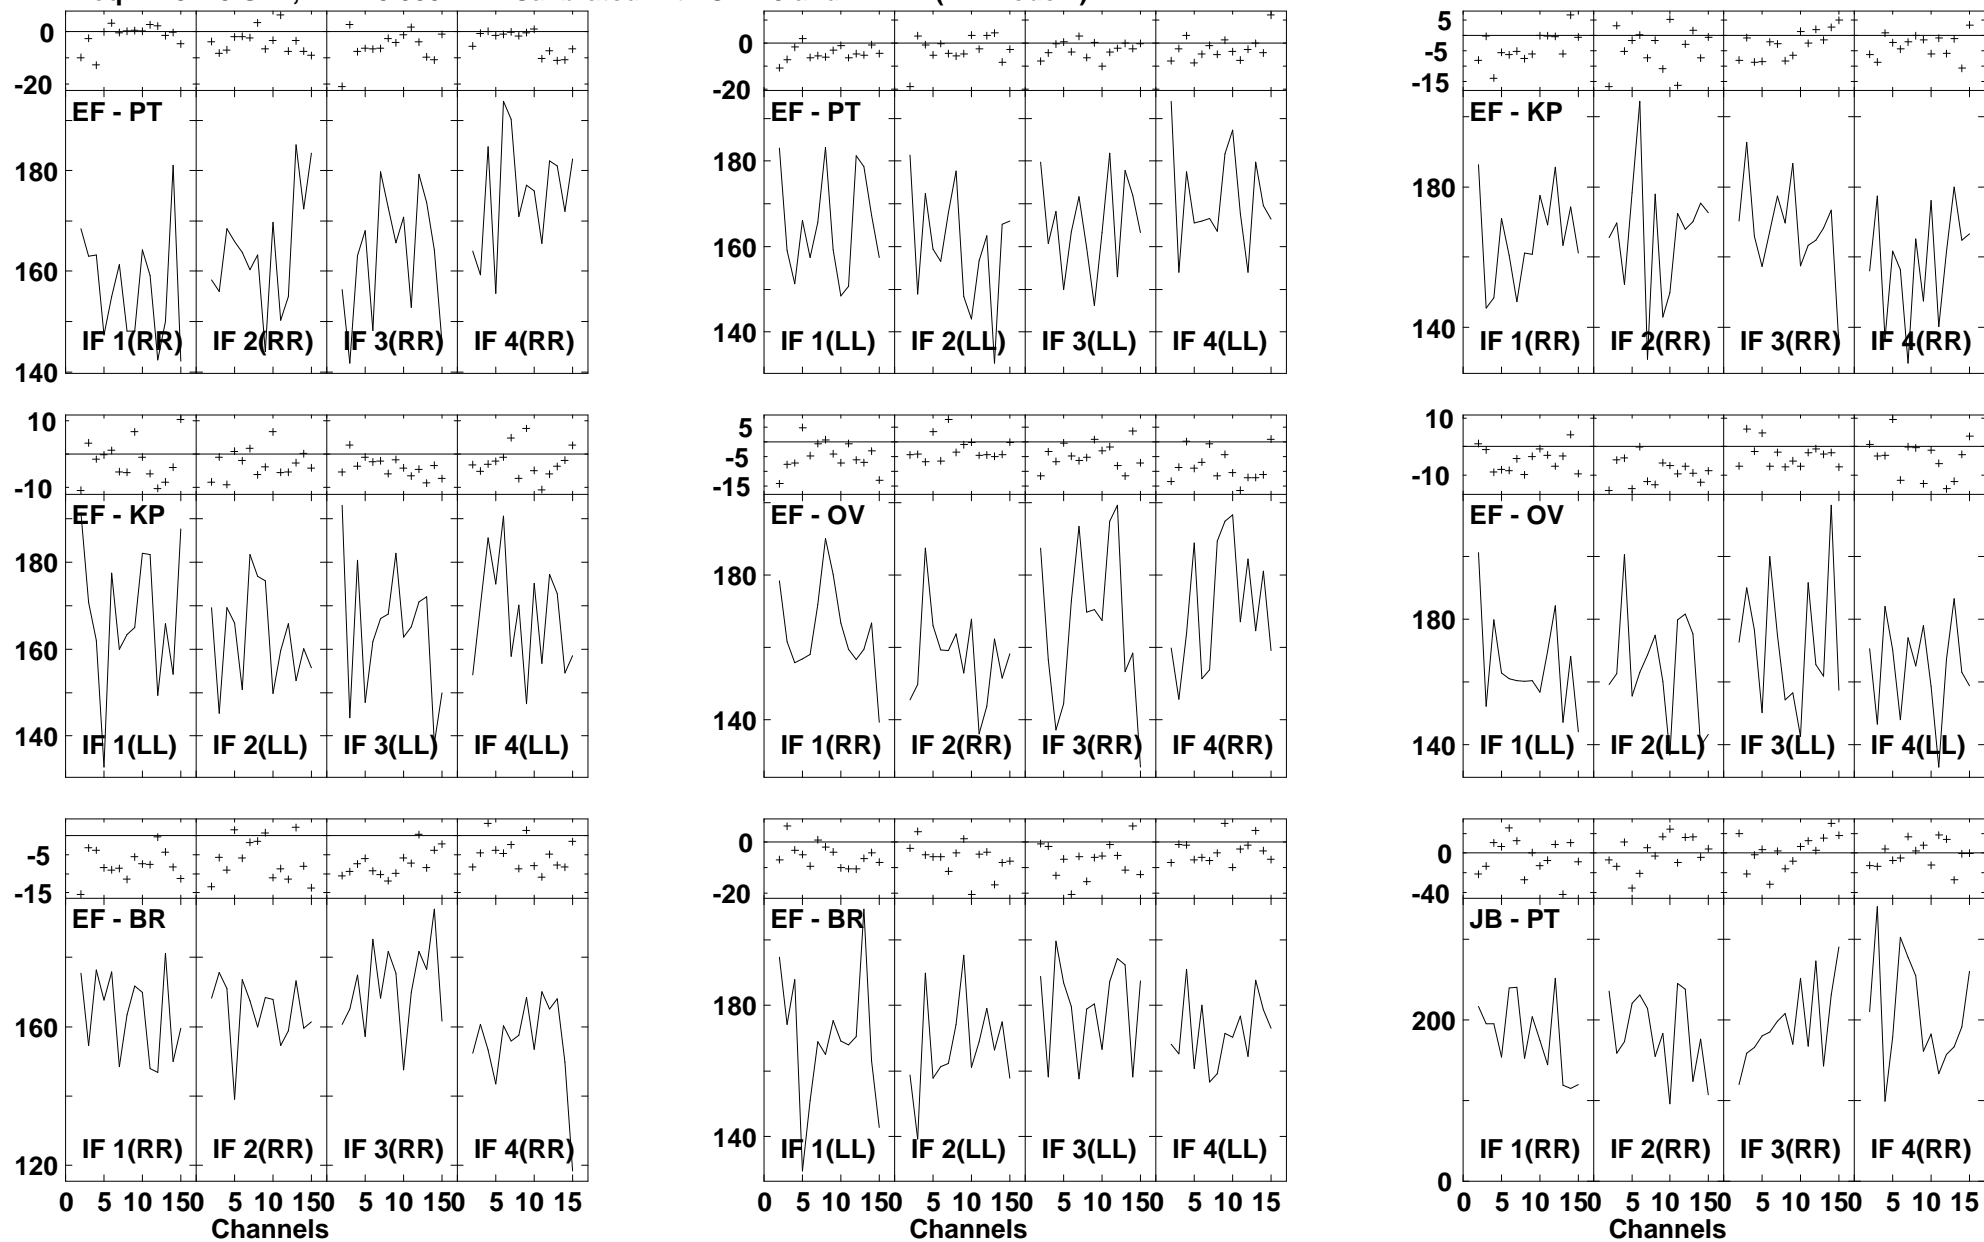 0 0 5
-20 -20 -5 -15
EF - PT EF - PT EF - KP
180 180 180
160 160
140 140 140
IF 1(RR) IF 2(RR) IF 3(RR) IF 4(RR) IF 1(LL) IF 2(LL) IF 3(LL) IF 4(LL) IF 1(RR) IF 2(RR) IF 3(RR) IF 4(RR)
10 5 10
-10 -5 -15 -10
EF - KP EF - OV EF - OV
180 180 180
160
140 140 140
IF 1(LL) IF 2(LL) IF 3(LL) IF 4(LL) IF 1(RR) IF 2(RR) IF 3(RR) IF 4(RR) IF 1(LL) IF 2(LL) IF 3(LL) IF 4(LL)
-5 0 0
-15 -20 -40
EF - BR EF - BR JB - PT
160 180 200
120 140 0
IF 1(RR) IF 2(RR) IF 3(RR) IF 4(RR) IF 1(LL) IF 2(LL) IF 3(LL) IF 4(LL) IF 1(RR) IF 2(RR) IF 3(RR) IF 4(RR)
0 5 10 150 5 10 150 5 10 150 5 10 15 0 5 10 150 5 10 150 5 10 150 5 10 15 0 5 10 150 5 10 150 5 10 150 5 10 15
Channels Channels Channels